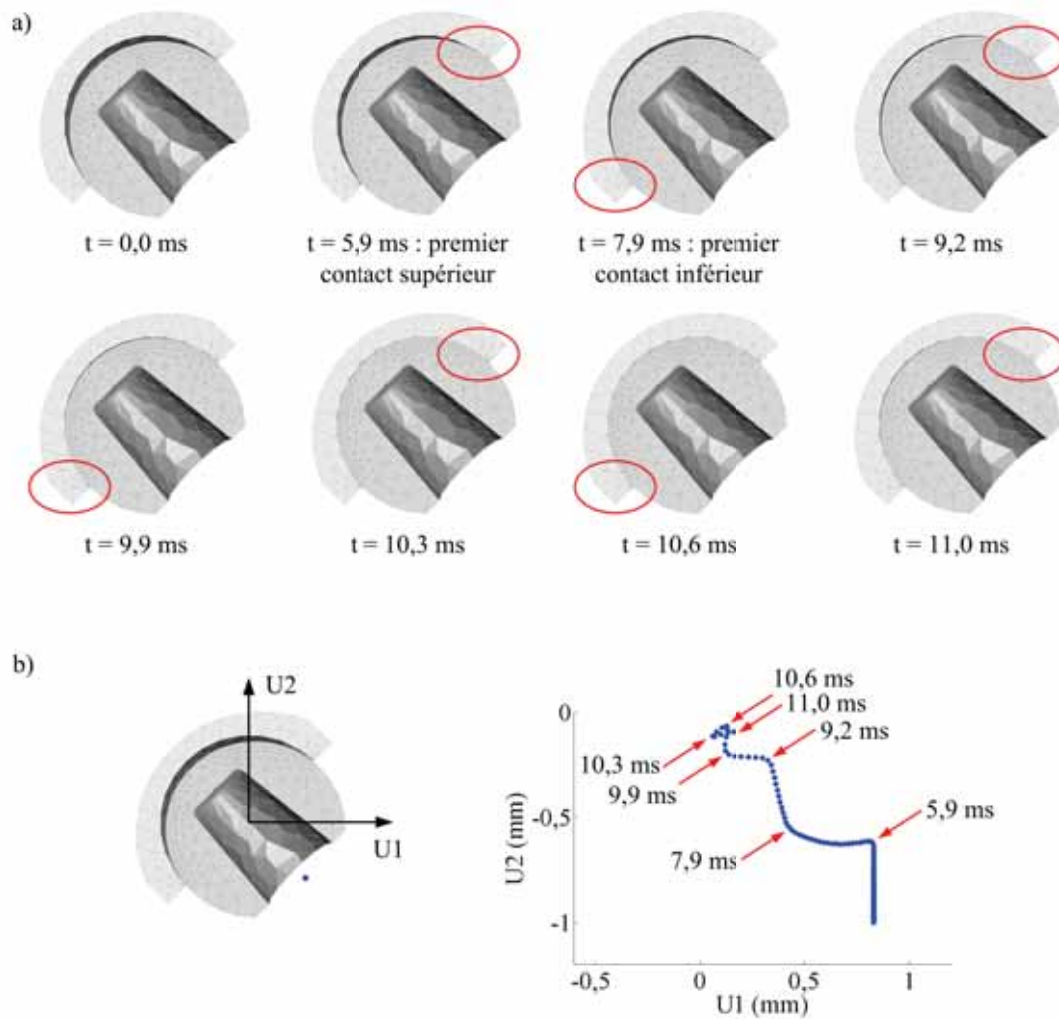 a)
t = 0,0 ms
t = 5,9 ms : premier
contact supérieur
t = 7,9 ms : premier
contact inférieur
t = 9,2 ms
t = 9,9 ms
t = 10,3 ms
t = 10,6 ms
t = 11,0 ms
b)
U2
U1
10,6 ms
11,0 ms
9,2 ms
10,3 ms
9,9 ms
5,9 ms
7,9 ms
U2 (mm)
0
-0,5
-1
-0,5
0
0,5
1
U1 (mm)